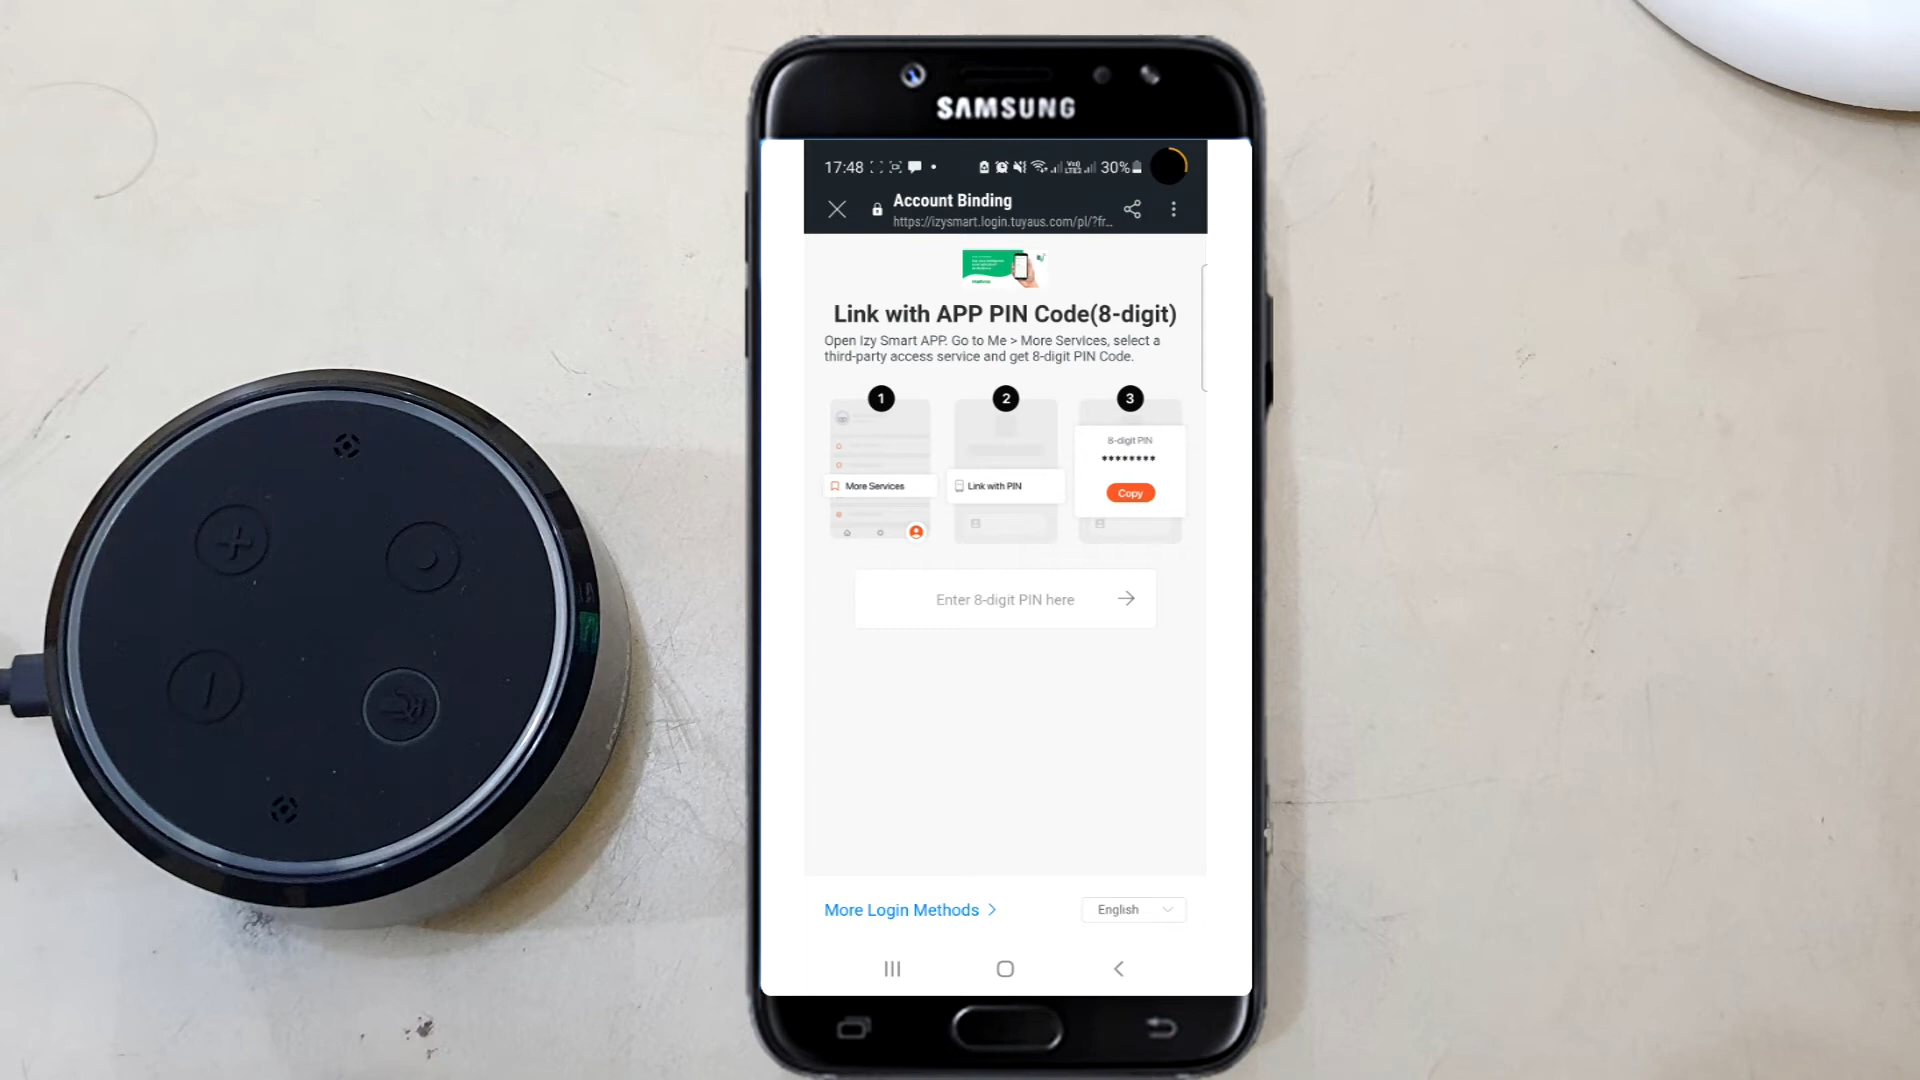 SAMSUNG
17:48
30%
Account Binding
https://izysmart.login.tuyaus.com/pl/?fr...
Link with APP PIN Code(8-digit)
Open Izy Smart APP. Go to Me > More Services, select a
third-party access service and get 8-digit PIN Code.
1
2
3
More Services
Link with PIN
8-digit PIN
********
Copy
Enter 8-digit PIN here
More Login Methods >
English